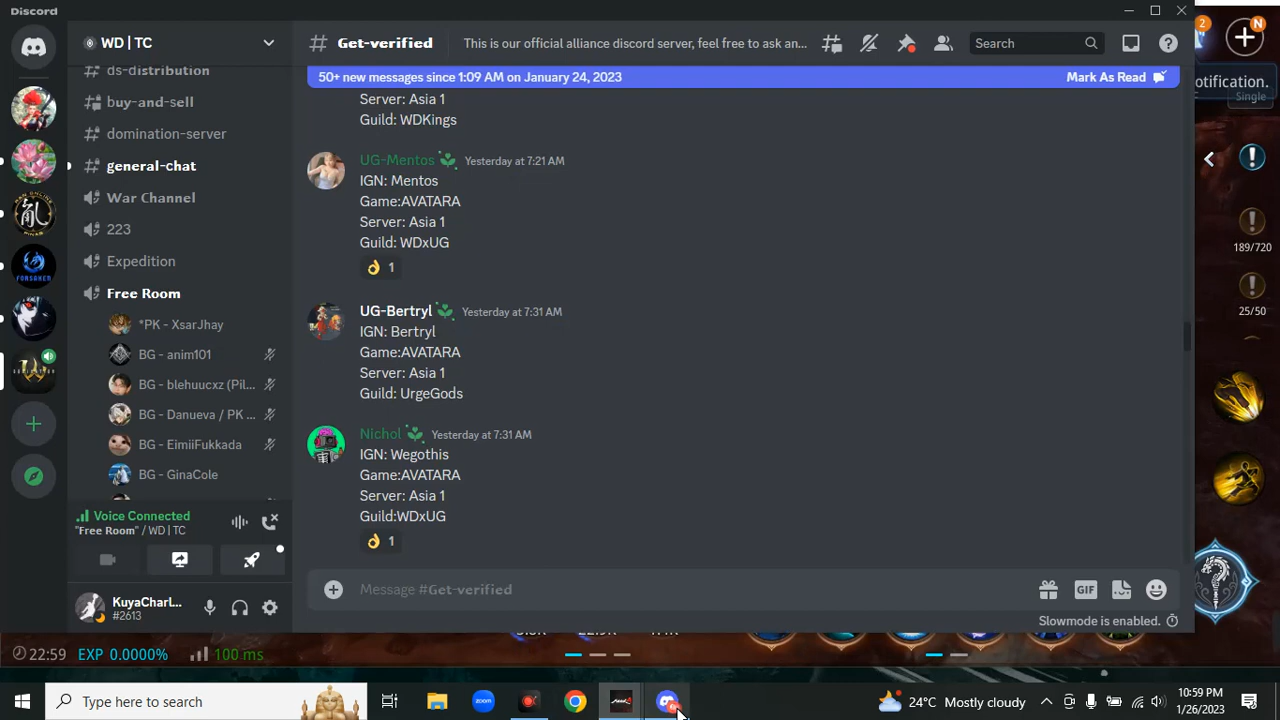 Discord
WD | TC
# Get-verified
This is our official alliance discord server, feel free to ask an...
Search
ds-distribution
buy-and-sell
domination-server
general-chat
War Channel
223
Expedition
Free Room
*PK - XsarJhay
BG - anim101
BG - blehuucxz (Pil...
BG - Danueva / PK ...
BG - EimiiFukkada
BG - GinaCole
Voice Connected
"Free Room" / WD | TC
KuyaCharl...
#2613
50+ new messages since 1:09 AM on January 24, 2023
Mark As Read
Server: Asia 1
Guild: WDKings
UG-Mentos Yesterday at 7:21 AM
IGN: Mentos
Game:AVATARA
Server: Asia 1
Guild: WDxUG
1
UG-Bertryl Yesterday at 7:31 AM
IGN: Bertryl
Game:AVATARA
Server: Asia 1
Guild: UrgeGods
Nichol Yesterday at 7:31 AM
IGN: Wegothis
Game:AVATARA
Server: Asia 1
Guild:WDxUG
1
Message #Get-verified
GIF
Slowmode is enabled.
2
N
otification.
Single
189/720
25/50
22:59 EXP 0.0000% 100 ms
Type here to search
zoom
24°C Mostly cloudy
10:59 PM
1/26/2023